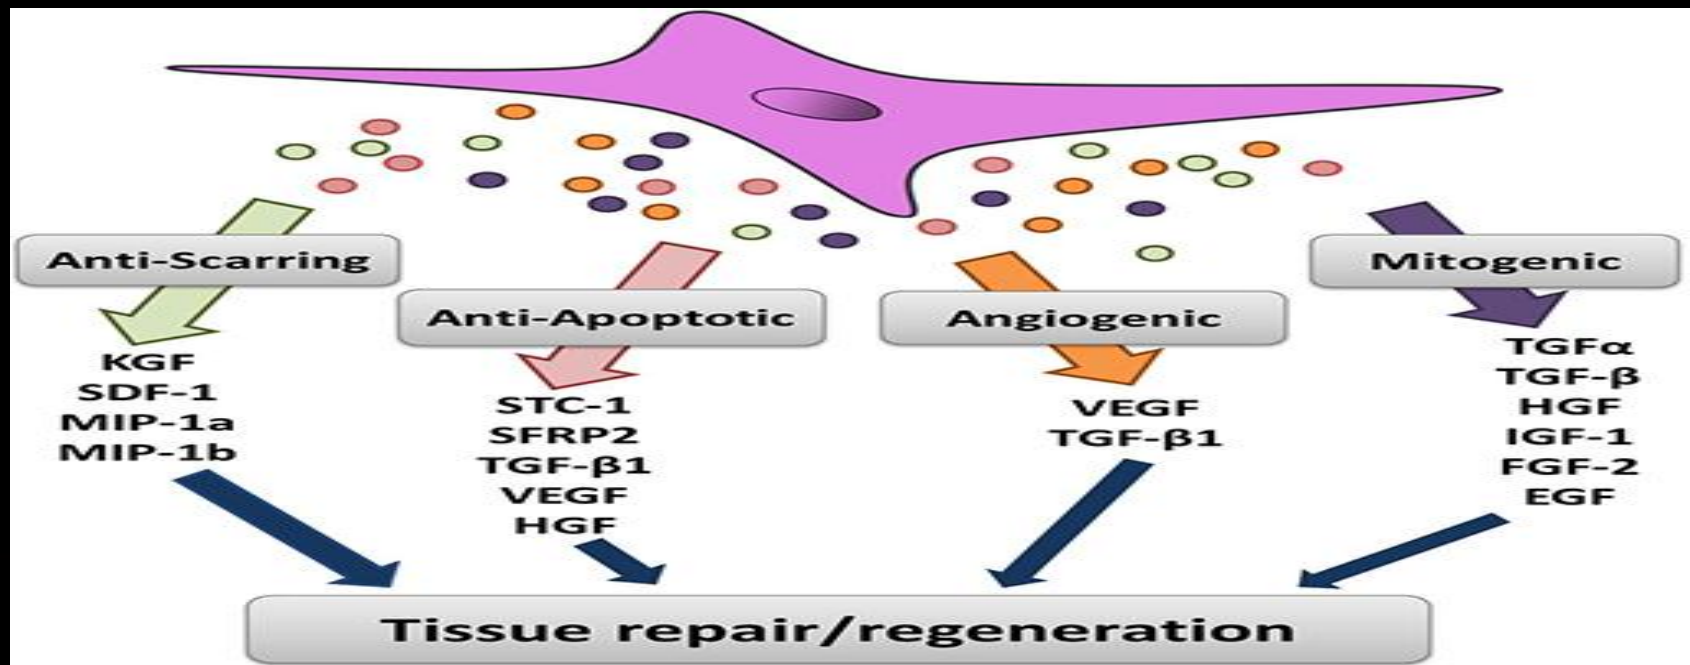 Anti-Scarring
KGF
SDF-1
MIP-1a
MIP-1b
Anti-Apoptotic
STC-1
SFRP2
TGF-β1
VEGF
HGF
Angiogenic
VEGF
TGF-β1
Mitogenic
TGFα
TGF-β
HGF
IGF-1
FGF-2
EGF
Tissue repair/regeneration